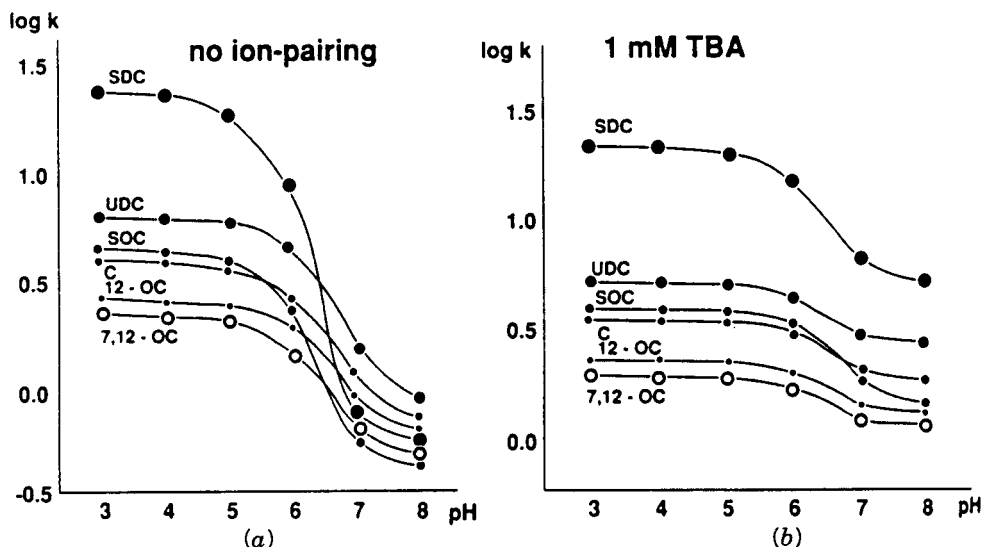 log k
no ion-pairing
1.5
SDC
1.0
UDC
SOC
0.5
C
12 - OC
7,12 - OC
0.0
-0.5
3 4 5 6 7 8 pH
(a)
log k
1 mM TBA
1.5
SDC
1.0
UDC
SOC
0.5
C
12 - OC
7,12 - OC
0.0
3 4 5 6 7 8 pH
(b)